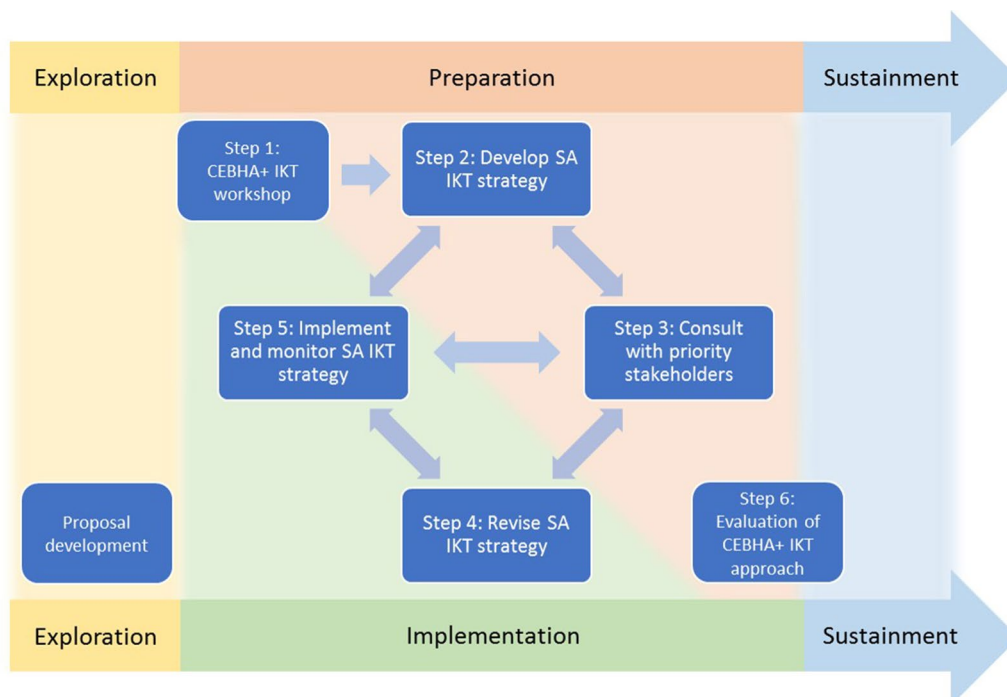 Exploration
Preparation
Sustainment
Step 1:
CEBHA+ IKT
workshop
Step 2: Develop SA
IKT strategy
Step 5: Implement
and monitor SA IKT
strategy
Step 3: Consult
with priority
stakeholders
Proposal
development
Step 4: Revise SA
IKT strategy
Step 6:
Evaluation of
CEBHA+ IKT
approach
Exploration
Implementation
Sustainment